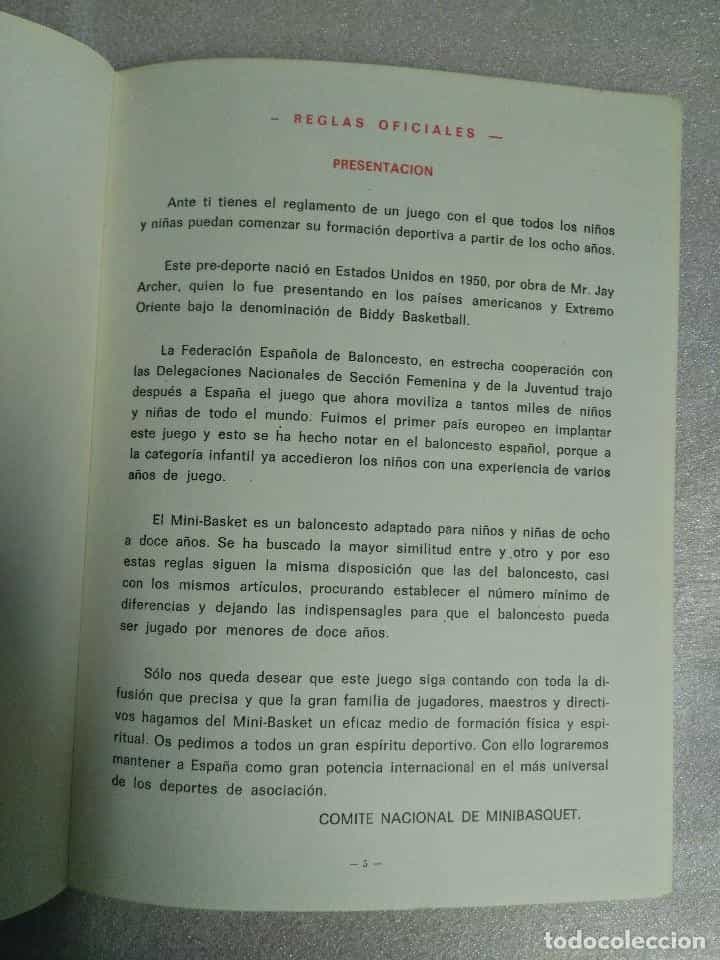 – REGLAS OFICIALES —
PRESENTACION
Ante ti tienes el reglamento de un juego con el que todos los niños
y niñas puedan comenzar su formación deportiva a partir de los ocho años.
Este pre-deporte nació en Estados Unidos en 1950, por obra de Mr. Jay
Archer, quien lo fue presentando en los países americanos y Extremo
Oriente bajo la denominación de Biddy Basketball.
La Federación Española de Baloncesto, en estrecha cooperación con
las Delegaciones Nacionales de Sección Femenina y de la Juventud trajo
después a España el juego que ahora moviliza a tantos miles de niños
y niñas de todo el mundo. Fuimos el primer país europeo en implantar
este juego y esto se ha hecho notar en el baloncesto español, porque a
la categoría infantil ya accedieron los niños con una experiencia de varios
años de juego.
El Mini-Basket es un baloncesto adaptado para niños y niñas de ocho
a doce años. Se ha buscado la mayor similitud entre y otro y por eso
estas reglas siguen la misma disposición que las del baloncesto, casi
con los mismos artículos, procurando establecer el número mínimo de
diferencias y dejando las indispensagles para que el baloncesto pueda
ser jugado por menores de doce años.
Sólo nos queda desear que este juego siga contando con toda la di-
fusión que precisa y que la gran familia de jugadores, maestros y directi-
vos hagamos del Mini-Basket un eficaz medio de formación física y espi-
ritual. Os pedimos a todos un gran espíritu deportivo. Con ello lograremos
mantener a España como gran potencia internacional en el más universal
de los deportes de asociación.
COMITE NACIONAL DE MINIBASQUET.
— 5 —
todocoleccion